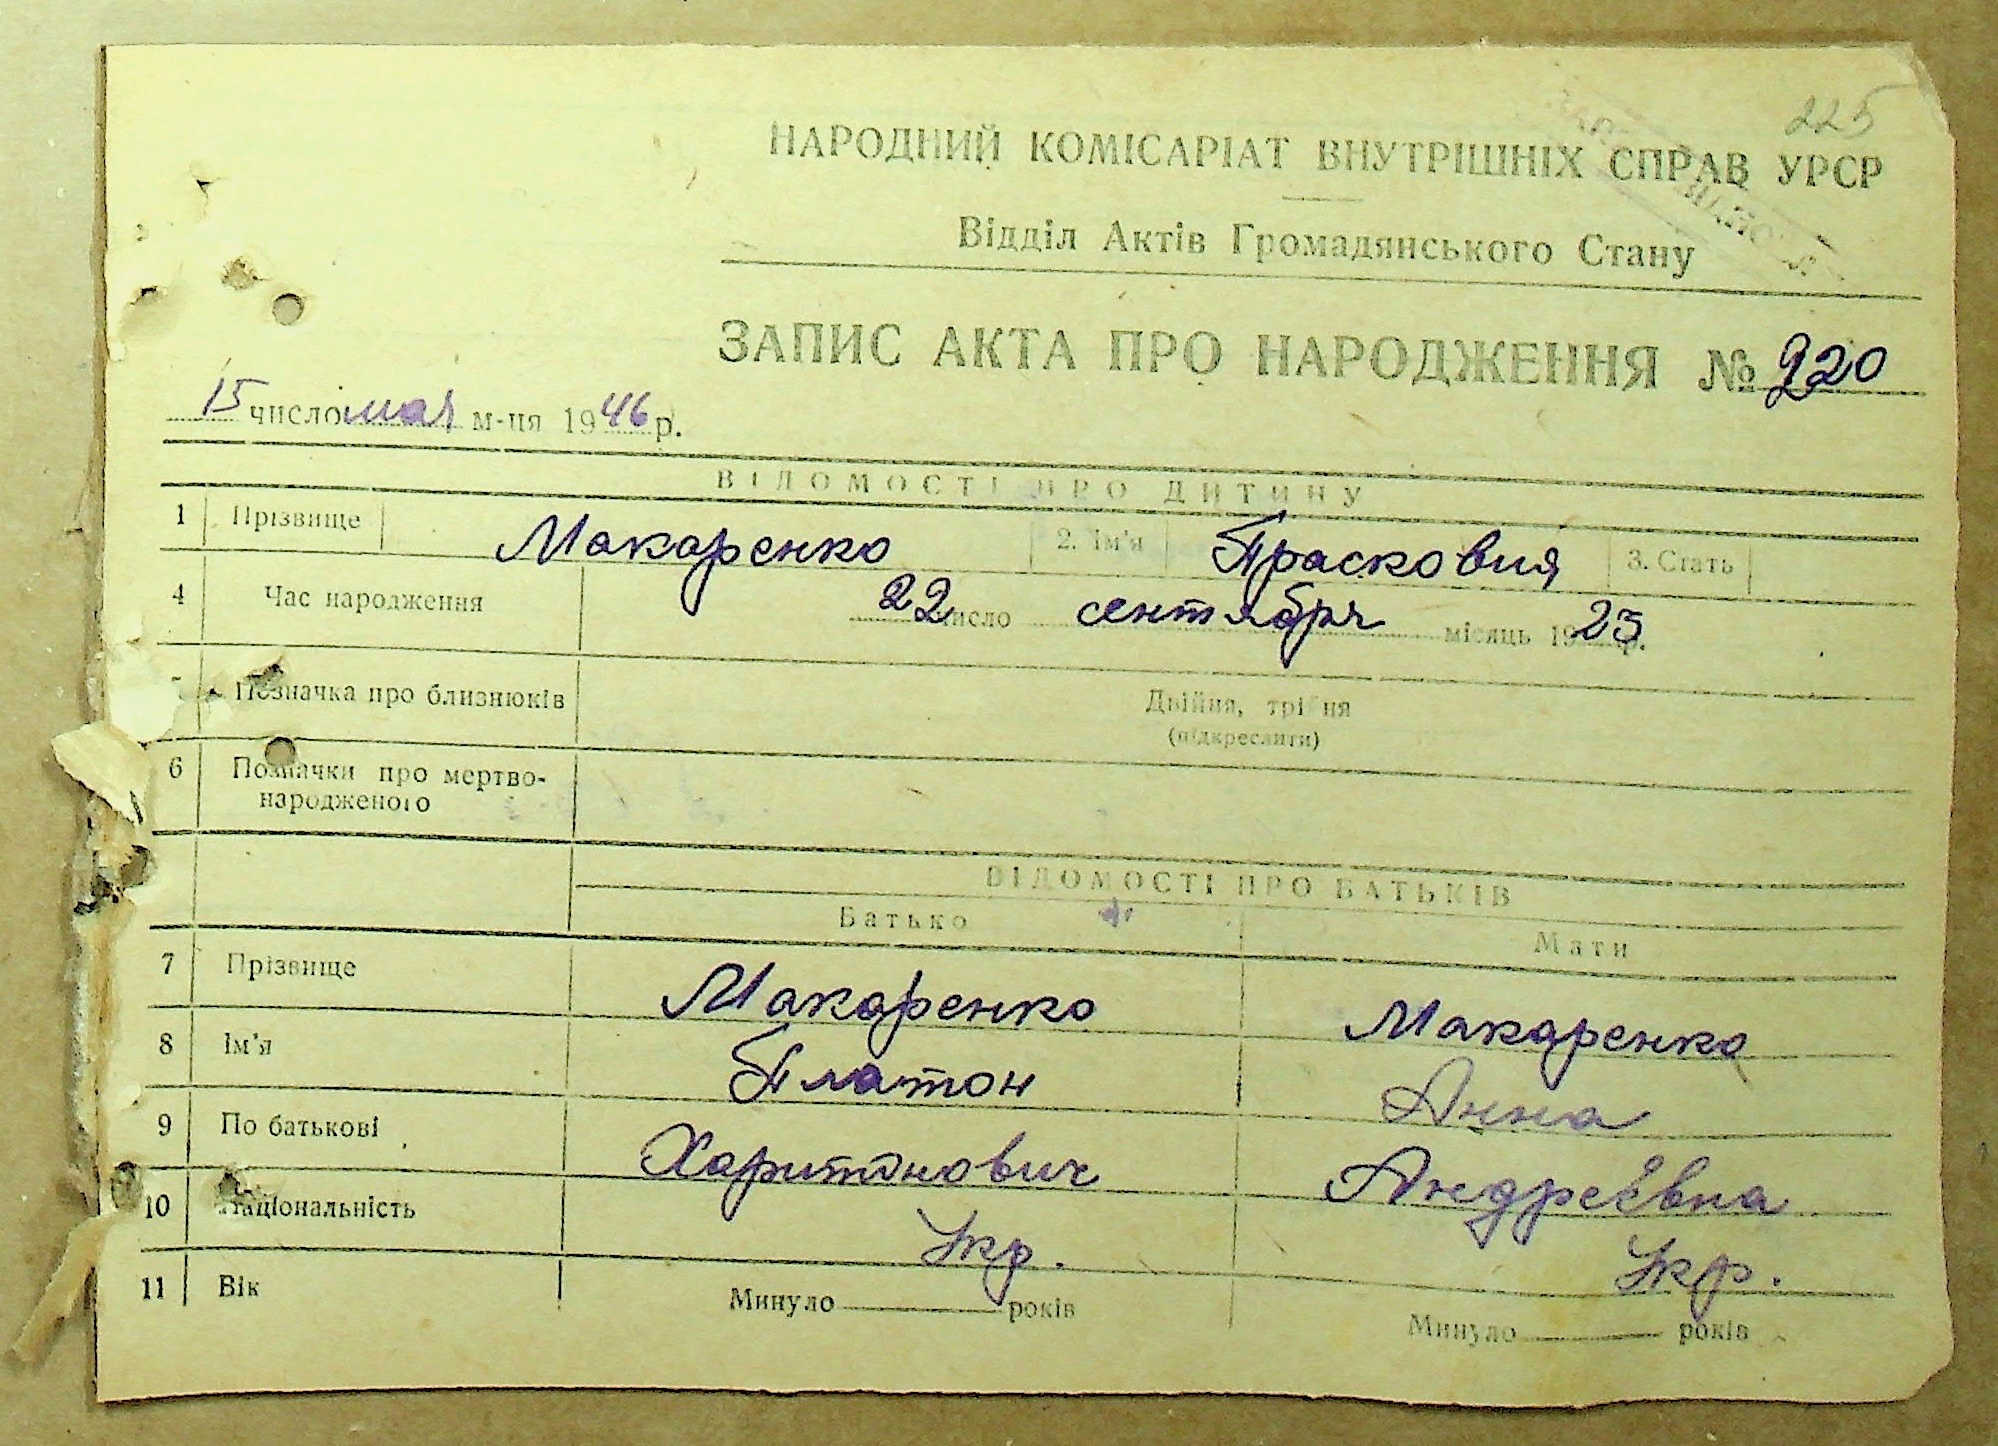 225
НАРОДНИЙ КОМІСАРІАТ ВНУТРІШНІХ СПРАВ УРСР
Відділ Актів Громадянського Стану
ЗАПИС АКТА ПРО НАРОДЖЕННЯ № 920
15 число мая м-ця 1946 р.
ВІДОМОСТІ ПРО ДИТИНУ
1 Прізвище Макаренко 2. Ім'я Прасковия 3. Стать
4 Час народження 22 число сентября місяць 1923 р.
Позначка про близнюків Двійня, трійня
(підкреслити)
6 Позначки про мертво-
народженого
ВІДОМОСТІ ПРО БАТЬКІВ
Батько Мати
7 Прізвище Макаренко Макаренко
8 Ім'я Платон Анна
9 По батькові Харитонович Андреевна
10 Національність Укр. Укр.
11 Вік Минуло років Минуло років